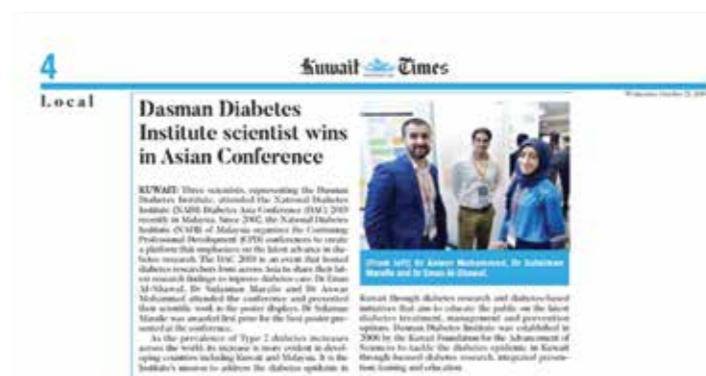 4
Kuwait Times
Local
Dasman Diabetes
Institute scientist wins
in Asian Conference
KUWAIT: Three scientists, representing the Dasman
Diabetes Institute, attended the National Diabetes
Institute (NADI) Diabetes Asia Conference (DAC) 2019
recently in Malaysia. Since 2002, the National Diabetes
Institute (NADI) of Malaysia organizes the Continuing
Professional Development (CPD) conferences to create
a platform that emphasizes on the latest advance in dia-
betes research. The DAC 2019 is an event that hosted
diabetes researchers from across Asia to share their lat-
est research findings to improve diabetes care. Dr Eman
Al-Shawaf, Dr Sulaiman Marafie and Dr Anwar
Mohammad attended the conference and presented
their scientific work in the poster displays. Dr Sulaiman
Marafie was awarded first prize for the best poster pre-
sented at the conference.
As the prevalence of Type 2 diabetes increases
across the world, its increase is more evident in devel-
oping countries including Kuwait and Malaysia. It is the
Institute's mission to address the diabetes epidemic in
(From left) Dr Anwar Mohammad, Dr Sulaiman
Marafie and Dr Eman Al-Shawaf.
Kuwait through diabetes research and diabetes-based
initiatives that aim to educate the public on the latest
diabetes treatment, management and prevention
options. Dasman Diabetes Institute was established in
2006 by the Kuwait Foundation for the Advancement of
Sciences to tackle the diabetes epidemic in Kuwait
through focused diabetes research, integrated preven-
tion, training and education.